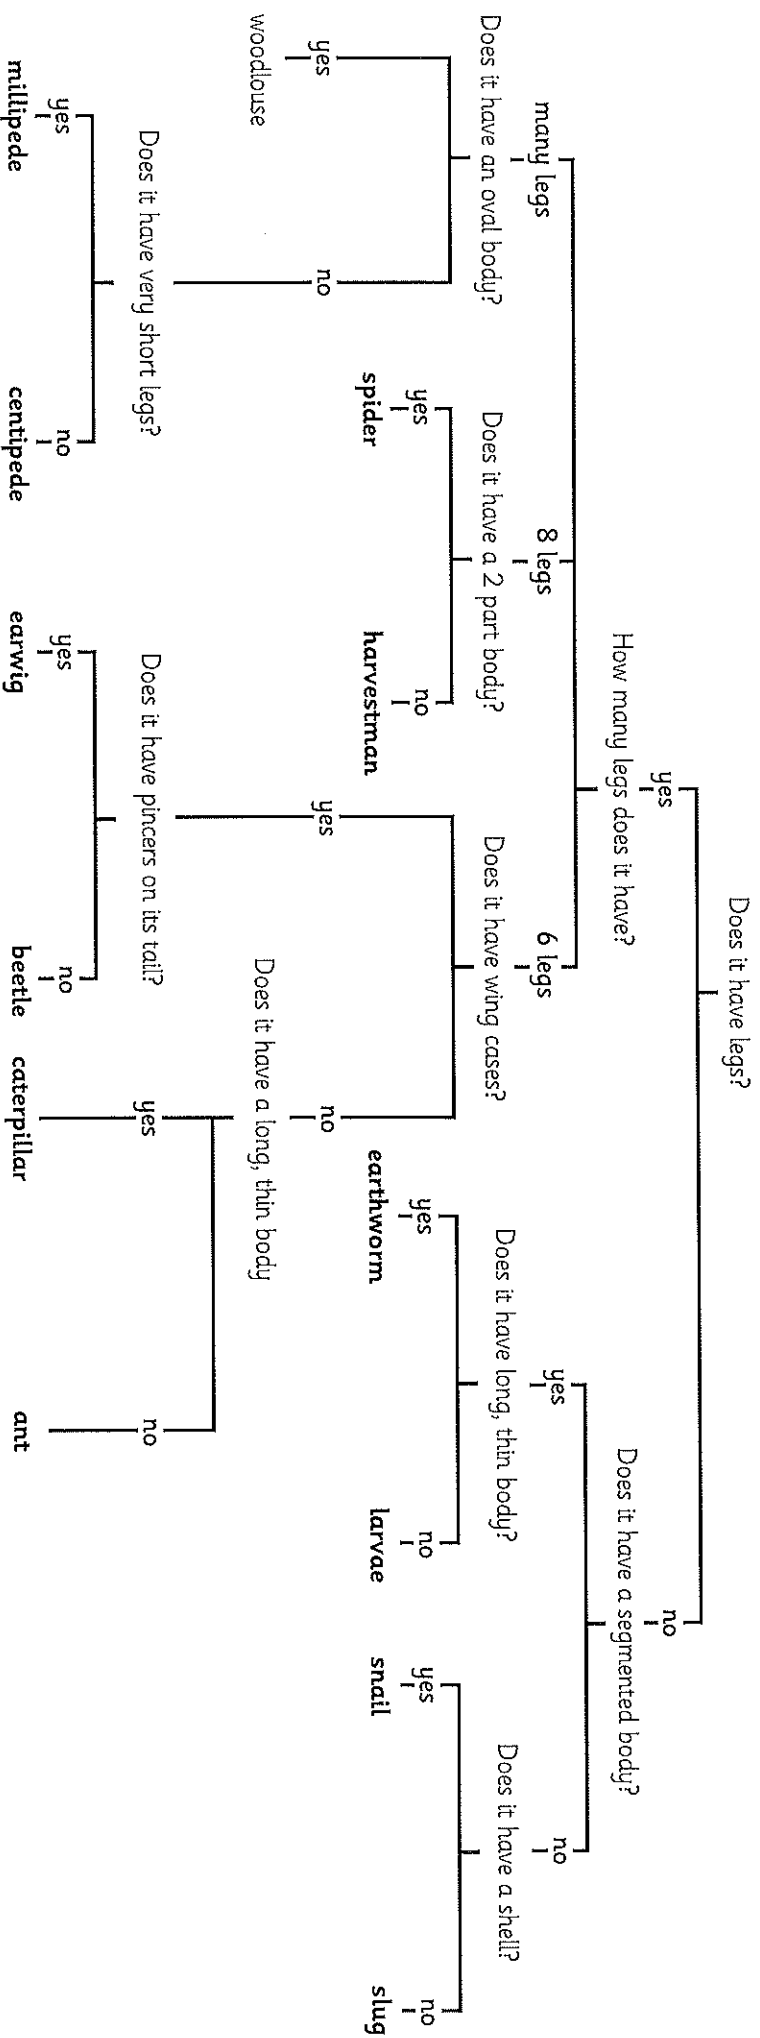 Does it have legs?
yes
no
How many legs does it have?
Does it have a segmented body?
many legs
8 legs
6 legs
yes
no
Does it have an oval body?
Does it have a 2 part body?
Does it have wing cases?
Does it have long, thin body?
Does it have a shell?
yes
no
yes
no
yes
no
yes
no
yes
no
woodlouse
spider
harvestman
earthworm
larvae
snail
slug
Does it have very short legs?
Does it have pincers on its tail?
Does it have a long, thin body
yes
no
yes
no
yes
no
millipede
centipede
earwig
beetle
caterpillar
ant